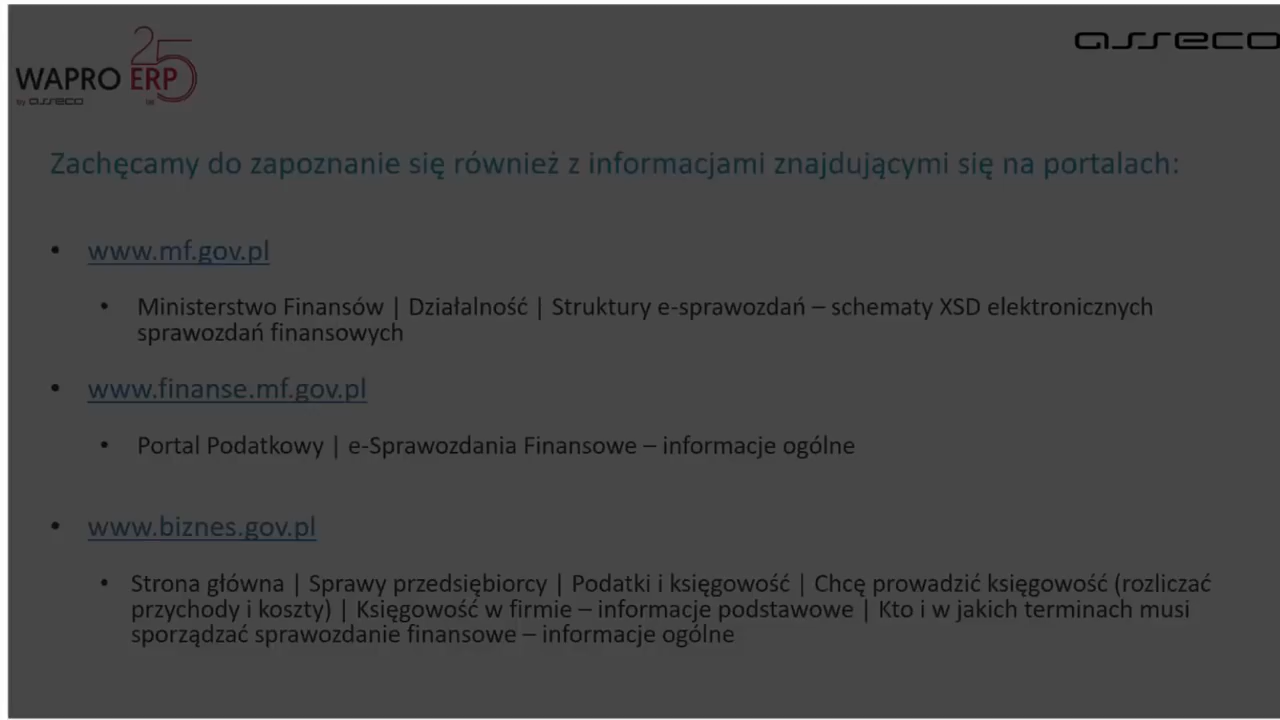 25
WAPRO ERP
by asseco
lat
asseco
Zachęcamy do zapoznanie się również z informacjami znajdującymi się na portalach:
• www.mf.gov.pl
• Ministerstwo Finansów | Działalność | Struktury e-sprawozdań – schematy XSD elektronicznych
sprawozdań finansowych
• www.finanse.mf.gov.pl
• Portal Podatkowy | e-Sprawozdania Finansowe – informacje ogólne
• www.biznes.gov.pl
• Strona główna | Sprawy przedsiębiorcy | Podatki i księgowość | Chcę prowadzić księgowość (rozliczać
przychody i koszty) | Księgowość w firmie – informacje podstawowe | Kto i w jakich terminach musi
sporządzać sprawozdanie finansowe – informacje ogólne